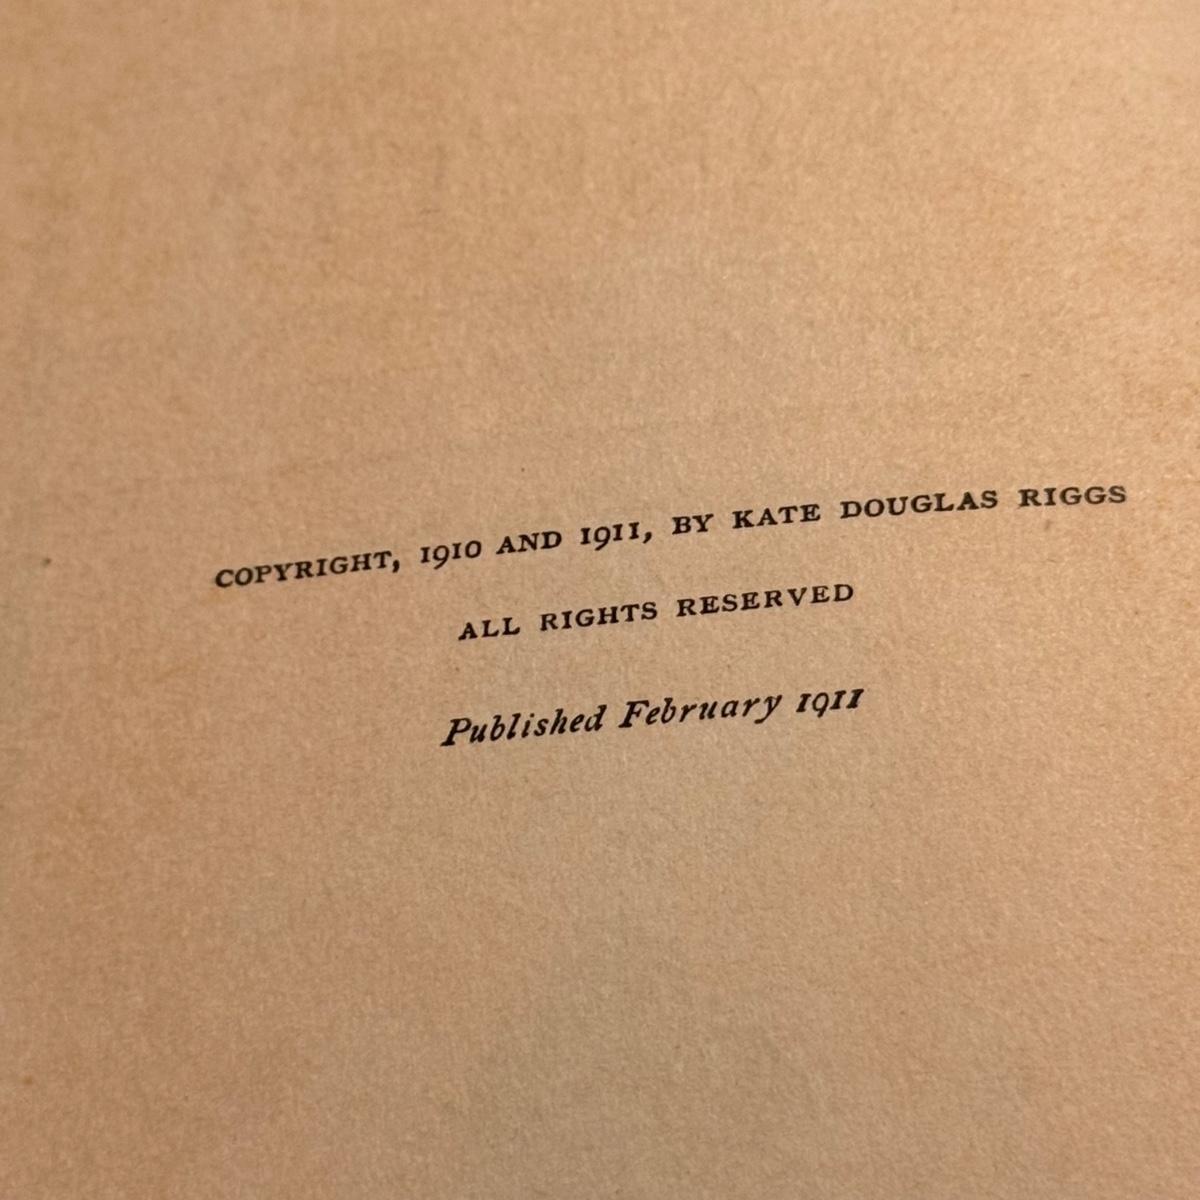 COPYRIGHT, 1910 AND 1911, BY KATE DOUGLAS RIGGS
ALL RIGHTS RESERVED
Published February 1911